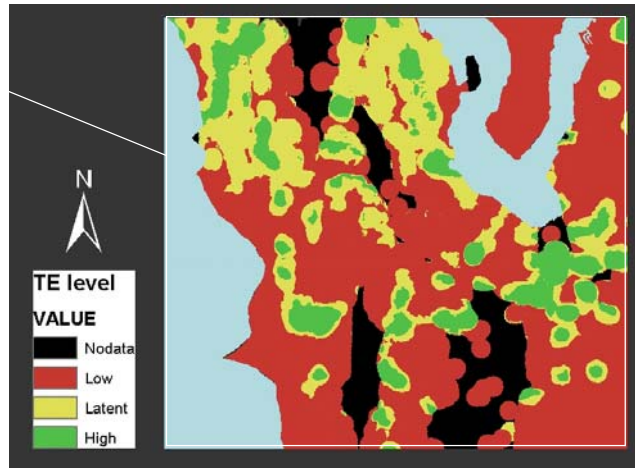 N
TE level
VALUE
Nodata
Low
Latent
High